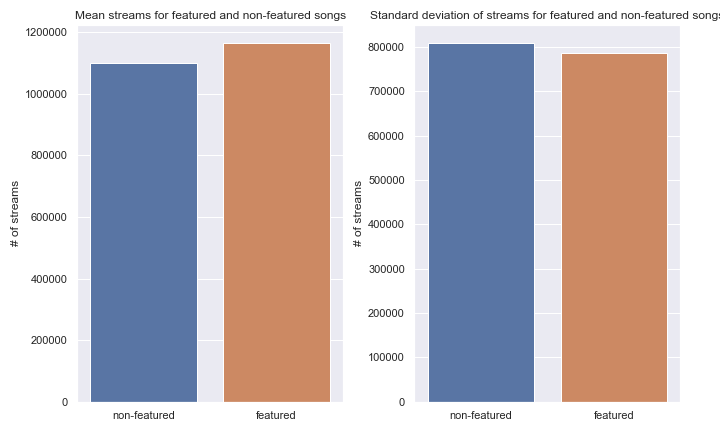 Mean streams for featured and non-featured songs
# of streams
1200000
1000000
800000
600000
400000
200000
0
non-featured featured
Standard deviation of streams for featured and non-featured songs
# of streams
800000
700000
600000
500000
400000
300000
200000
100000
0
non-featured featured